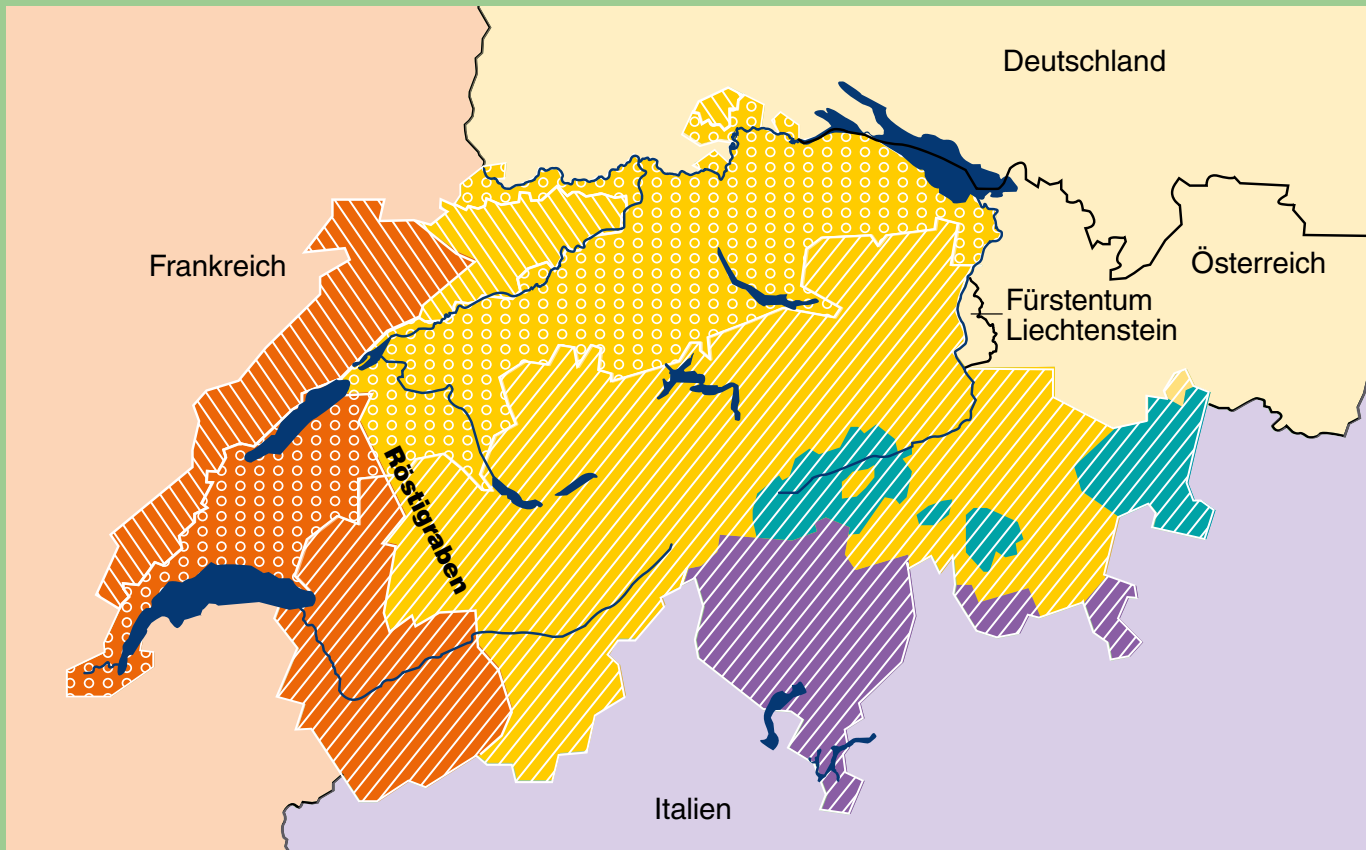 Deutschland
Frankreich
Österreich
Fürstentum
Liechtenstein
Röstigraben
Italien